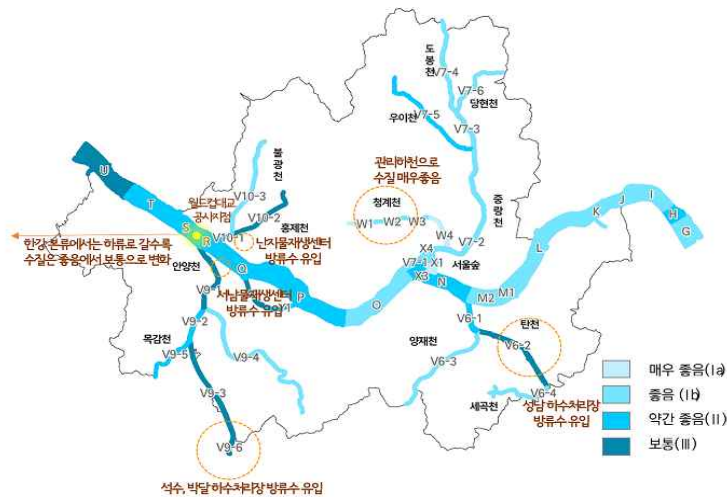 도봉천
V7-4
V7-6
당현천
우이천
V7-5
V7-3
불광천
관리하천으로
수질 매우좋음
U
T
월드컵대교
공사지점
V10-3
V10-2
청계천
중랑천
J
I
K
H
G
W1
W2
W3
W4
S
R
V10-1
홍제천
한강 본류에서는 하류로 갈수록
수질은 좋음에서 보통으로 변화
난지물재생센터
방류수 유입
L
X4
V7-2
안양천
Q
V7-1
X1
서울숲
X3
N
서남물재생센터
방류수 유입
V9-1
Y1
P
O
M2
M1
목감천
V9-2
V9-5
V9-4
V6-1
탄천
양재천
V6-2
V6-3
V9-3
세곡천
V6-4
성남 하수처리장
방류수 유입
V9-6
석수, 박달 하수처리장 방류수 유입
매우 좋음(Ia)
좋음 (Ib)
약간 좋음(II)
보통(III)